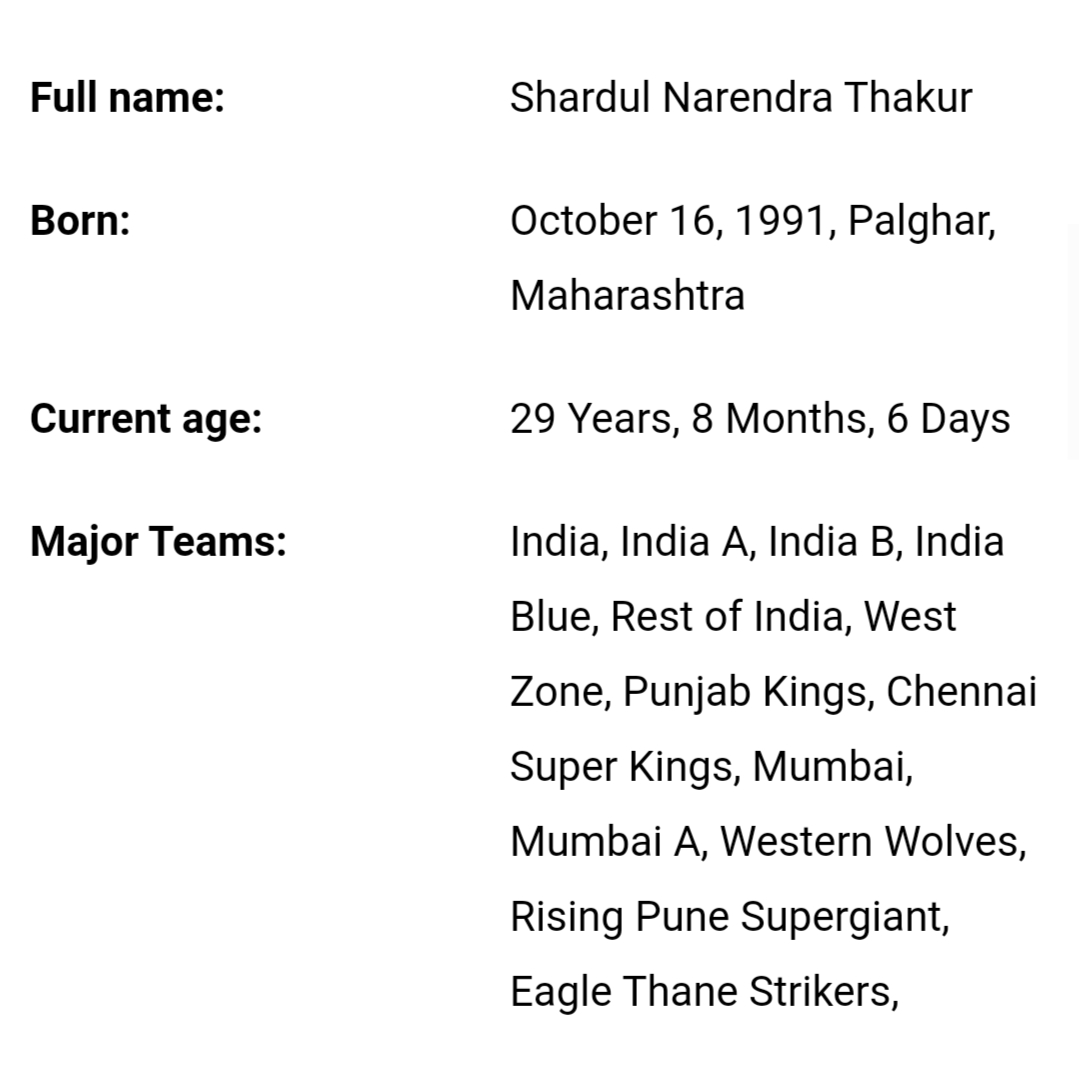 Full name: Shardul Narendra Thakur
Born: October 16, 1991, Palghar,
Maharashtra
Current age: 29 Years, 8 Months, 6 Days
Major Teams: India, India A, India B, India
Blue, Rest of India, West
Zone, Punjab Kings, Chennai
Super Kings, Mumbai,
Mumbai A, Western Wolves,
Rising Pune Supergiant,
Eagle Thane Strikers,